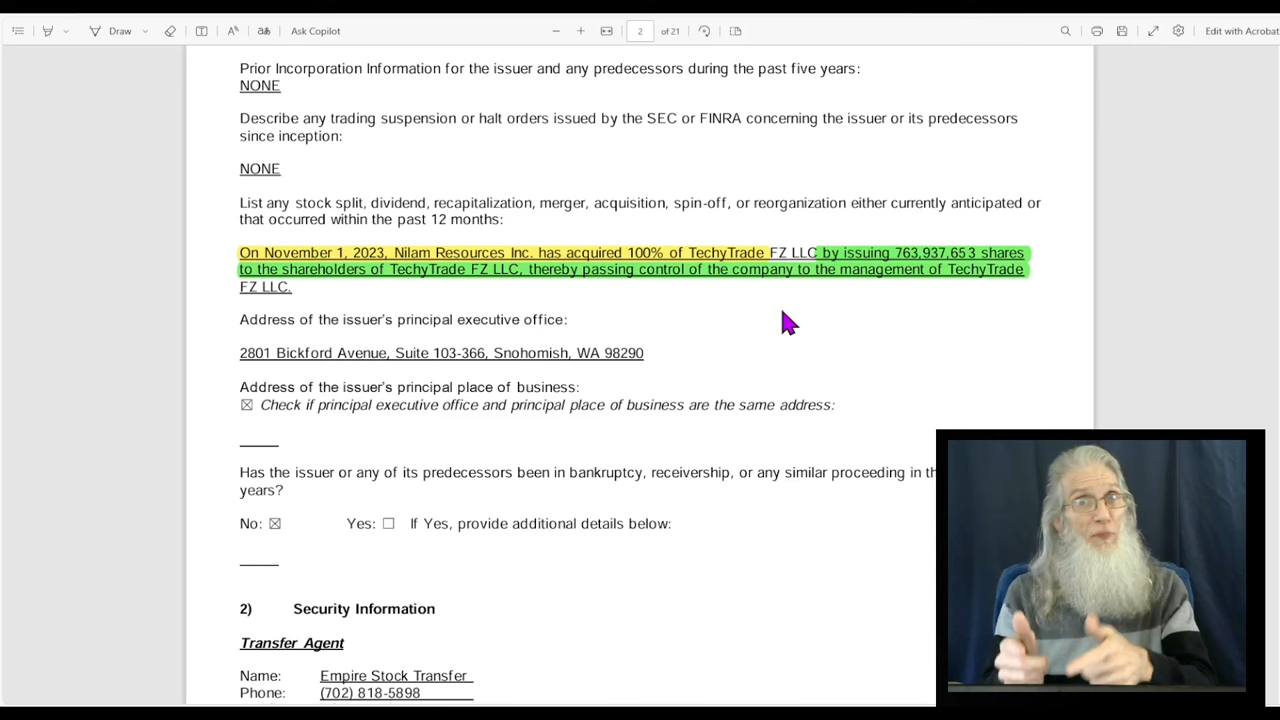 Draw
Ask Copilot
2
of 21
Edit with Acrobat
Prior Incorporation Information for the issuer and any predecessors during the past five years:
NONE
Describe any trading suspension or halt orders issued by the SEC or FINRA concerning the issuer or its predecessors
since inception:
NONE
List any stock split, dividend, recapitalization, merger, acquisition, spin-off, or reorganization either currently anticipated or
that occurred within the past 12 months:
On November 1, 2023, Nilam Resources Inc. has acquired 100% of TechyTrade FZ LLC by issuing 763,937,653 shares
to the shareholders of TechyTrade FZ LLC, thereby passing control of the company to the management of TechyTrade
FZ LLC.
Address of the issuer's principal executive office:
2801 Bickford Avenue, Suite 103-366, Snohomish, WA 98290
Address of the issuer's principal place of business:
☒ Check if principal executive office and principal place of business are the same address:
Has the issuer or any of its predecessors been in bankruptcy, receivership, or any similar proceeding in th
years?
No: ☒ Yes: ☐ If Yes, provide additional details below:
2) Security Information
Transfer Agent
Name: Empire Stock Transfer
Phone: (702) 818-5898